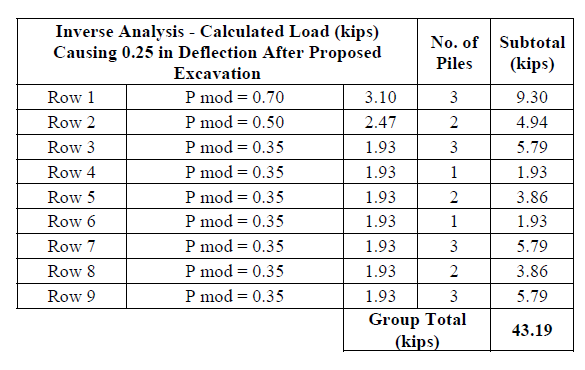 Inverse Analysis - Calculated Load (kips)
Causing 0.25 in Deflection After Proposed
Excavation
No. of
Piles
Subtotal
(kips)
Row 1 P mod = 0.70 3.10 3 9.30
Row 2 P mod = 0.50 2.47 2 4.94
Row 3 P mod = 0.35 1.93 3 5.79
Row 4 P mod = 0.35 1.93 1 1.93
Row 5 P mod = 0.35 1.93 2 3.86
Row 6 P mod = 0.35 1.93 1 1.93
Row 7 P mod = 0.35 1.93 3 5.79
Row 8 P mod = 0.35 1.93 2 3.86
Row 9 P mod = 0.35 1.93 3 5.79
Group Total
(kips)
43.19